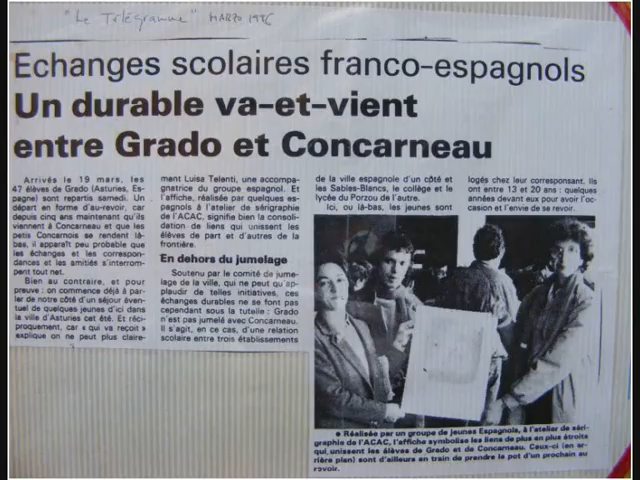 "Le Télégramme" MARZO 1986
Echanges scolaires franco-espagnols
Un durable va-et-vient
entre Grado et Concarneau
Arrivés le 19 mars, les
47 élèves de Grado (Asturies, Es-
pagne) sont repartis samedi. Un
départ en forme d'au-revoir, car
depuis cinq ans maintenant qu'ils
viennent à Concarneau et que les
petits Concarnois se rendent là-
bas, il apparaît peu probable que
les échanges et les correspon-
dances et les amitiés s'interrom-
pent tout net.
Bien au contraire, et pour
preuve : on commence déjà à par-
ler de notre côté d'un séjour éven-
tuel de quelques jeunes d'ici dans
la ville d'Asturies cet été. Et réci-
proquement, car « qui va reçoit »
explique on ne peut plus claire-
ment Luisa Telenti, une accompa-
gnatrice du groupe espagnol. Et
l'affiche, réalisée par quelques es-
pagnols à l'atelier de sérigraphie
de l'ACAC, signifie bien la consoli-
dation de liens qui unissent les
élèves de part et d'autres de la
frontière.
En dehors du jumelage
Soutenu par le comité de jume-
lage de la ville, qui ne peut qu'ap-
plaudir de telles initiatives, ces
échanges durables ne se font pas
cependant sous la tutelle : Grado
n'est pas jumelé avec Concarneau.
Il s'agit, en ce cas, d'une relation
scolaire entre trois établissements
de la ville espagnole d'un côté et
les Sables-Blancs, le collège et le
lycée du Porzou de l'autre.
Ici, ou là-bas, les jeunes sont
logés chez leur correspondant. Ils
ont entre 13 et 20 ans : quelques
années devant eux pour avoir l'oc-
casion et l'envie de se revoir.
● Réalisée par un groupe de jeunes Espagnols, à l'atelier de séri-
graphie de l'ACAC, l'affiche symbolise les liens de plus en plus étroits
qui unissent les élèves de Grado et de Concarneau. Ceux-ci (en ar-
rière plan) sont d'ailleurs en train de prendre le pot d'un prochain au
revoir.